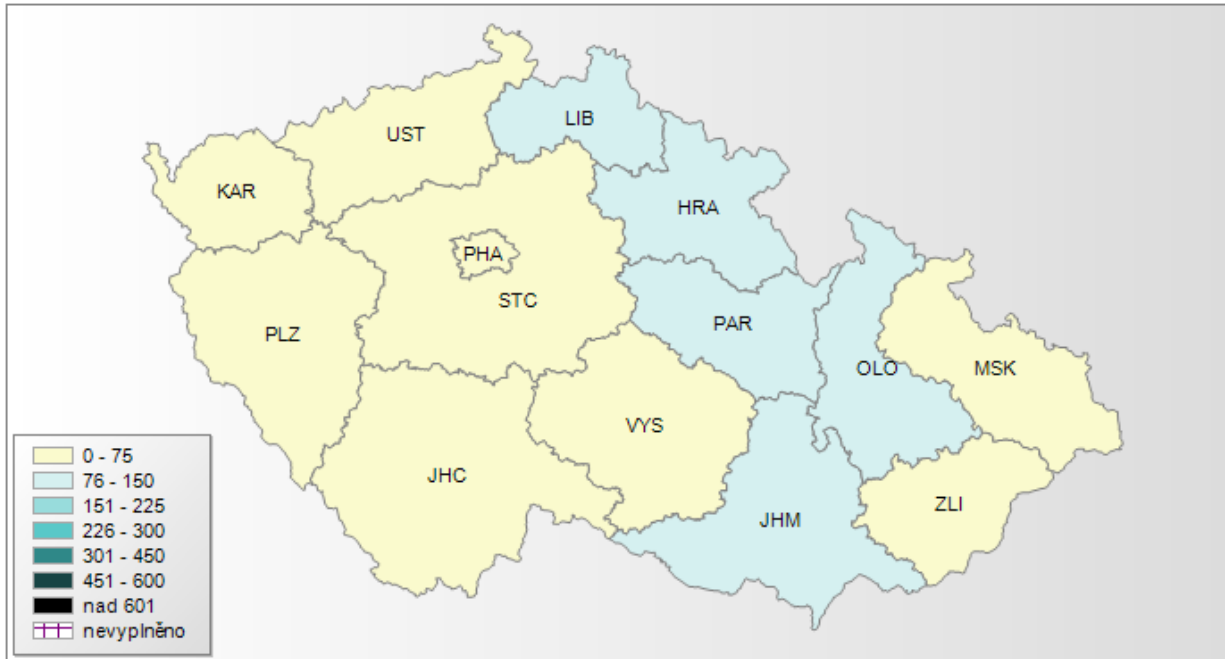 LIB
UST
KAR
HRA
PHA
STC
PAR
PLZ
OLO
MSK
VYS
JHC
ZLI
JHM
0 - 75
76 - 150
151 - 225
226 - 300
301 - 450
451 - 600
nad 601
nevyplněno